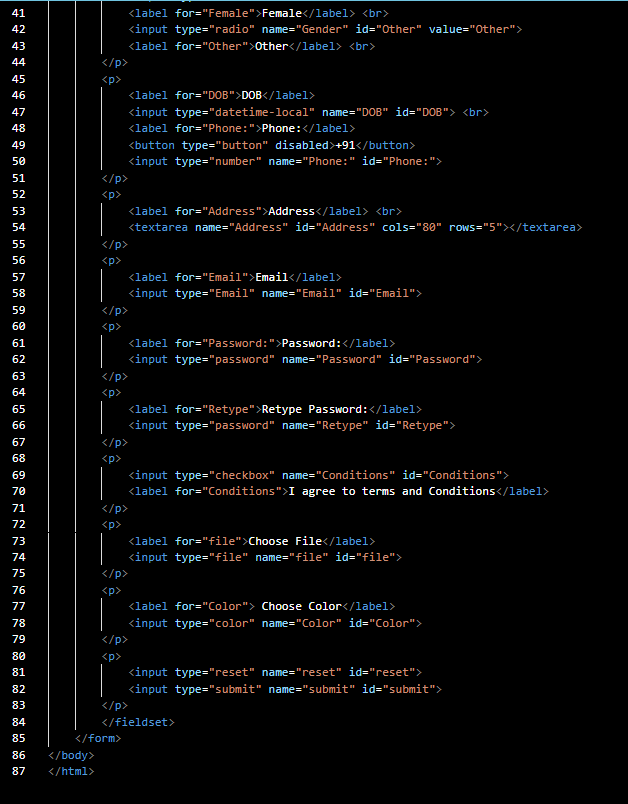 41 <label for="Female">Female</label> <br>
42 <input type="radio" name="Gender" id="Other" value="Other">
43 <label for="Other">Other</label> <br>
44 </p>
45 <p>
46 <label for="DOB">DOB</label>
47 <input type="datetime-local" name="DOB" id="DOB"> <br>
48 <label for="Phone:">Phone:</label>
49 <button type="button" disabled>+91</button>
50 <input type="number" name="Phone:" id="Phone:">
51 </p>
52 <p>
53 <label for="Address">Address</label> <br>
54 <textarea name="Address" id="Address" cols="80" rows="5"></textarea>
55 </p>
56 <p>
57 <label for="Email">Email</label>
58 <input type="Email" name="Email" id="Email">
59 </p>
60 <p>
61 <label for="Password:">Password:</label>
62 <input type="password" name="Password" id="Password">
63 </p>
64 <p>
65 <label for="Retype">Retype Password:</label>
66 <input type="password" name="Retype" id="Retype">
67 </p>
68 <p>
69 <input type="checkbox" name="Conditions" id="Conditions">
70 <label for="Conditions">I agree to terms and Conditions</label>
71 </p>
72 <p>
73 <label for="file">Choose File</label>
74 <input type="file" name="file" id="file">
75 </p>
76 <p>
77 <label for="Color"> Choose Color</label>
78 <input type="color" name="Color" id="Color">
79 </p>
80 <p>
81 <input type="reset" name="reset" id="reset">
82 <input type="submit" name="submit" id="submit">
83 </p>
84 </fieldset>
85 </form>
86 </body>
87 </html>